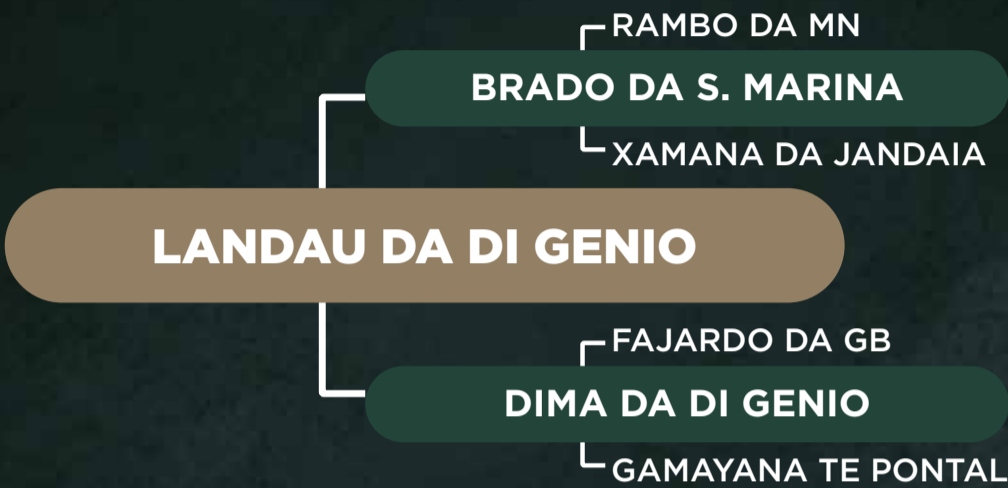 RAMBO DA MN
BRADO DA S. MARINA
XAMANA DA JANDAIA
LANDAU DA DI GENIO
FAJARDO DA GB
DIMA DA DI GENIO
GAMAYANA TE PONTAL